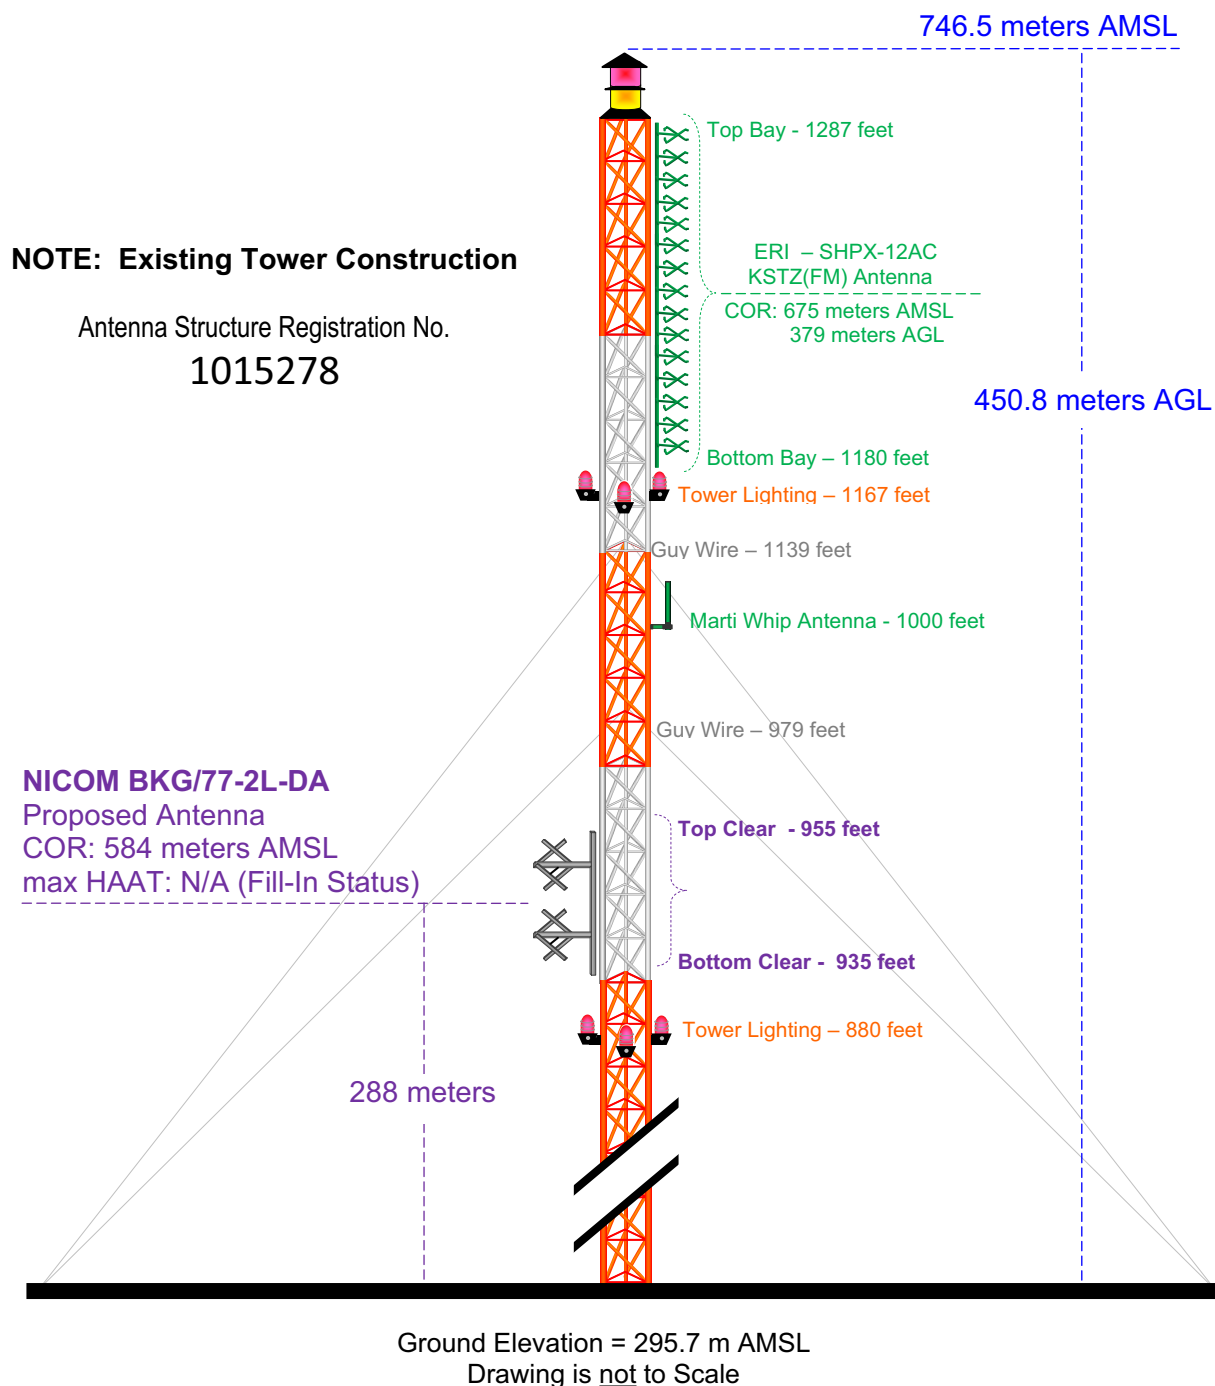 746.5 meters AMSL
Top Bay - 1287 feet
NOTE:  Existing Tower Construction
ERI  – SHPX-12AC
KSTZ(FM) Antenna
Antenna Structure Registration No.
COR: 675 meters AMSL
379 meters AGL
1015278
450.8 meters AGL
Bottom Bay – 1180 feet
Tower Lighting – 1167 feet
Guy Wire – 1139 feet
Marti Whip Antenna - 1000 feet
Guy Wire – 979 feet
NICOM BKG/77-2L-DA
Proposed Antenna
COR: 584 meters AMSL
max HAAT: N/A (Fill-In Status)
Top Clear  - 955 feet
Bottom Clear -  935 feet
Tower Lighting – 880 feet
288 meters
Ground Elevation = 295.7 m AMSL
Drawing is not to Scale